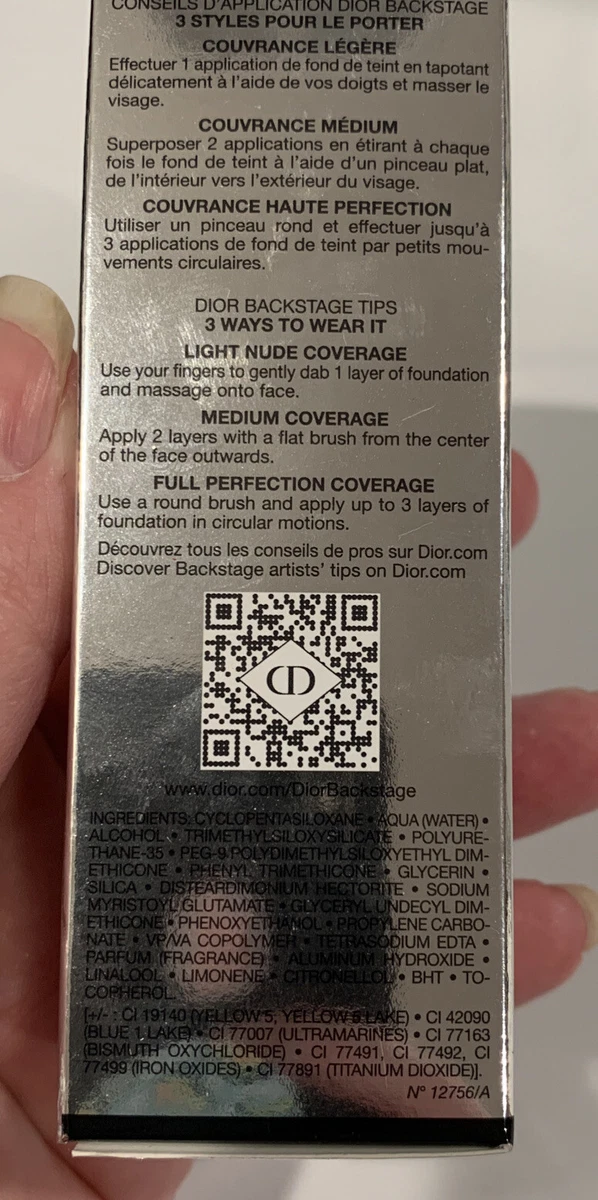 CONSEILS D'APPLICATION DIOR BACKSTAGE
3 STYLES POUR LE PORTER
COUVRANCE LÉGÈRE
Effectuer 1 application de fond de teint en tapotant
délicatement à l'aide de vos doigts et masser le
visage.
COUVRANCE MÉDIUM
Superposer 2 applications en étirant à chaque
fois le fond de teint à l'aide d'un pinceau plat,
de l'intérieur vers l'extérieur du visage.
COUVRANCE HAUTE PERFECTION
Utiliser un pinceau rond et effectuer jusqu'à
3 applications de fond de teint par petits mou-
vements circulaires.
DIOR BACKSTAGE TIPS
3 WAYS TO WEAR IT
LIGHT NUDE COVERAGE
Use your fingers to gently dab 1 layer of foundation
and massage onto face.
MEDIUM COVERAGE
Apply 2 layers with a flat brush from the center
of the face outwards.
FULL PERFECTION COVERAGE
Use a round brush and apply up to 3 layers of
foundation in circular motions.
Découvrez tous les conseils de pros sur Dior.com
Discover Backstage artists' tips on Dior.com
CD
www.dior.com/DiorBackstage
INGREDIENTS: CYCLOPENTASILOXANE • AQUA (WATER) •
ALCOHOL • TRIMETHYLSILOXYSILICATE • POLYURE-
THANE-35 • PEG-9 POLYDIMETHYLSILOXYETHYL DIM-
ETHICONE • PHENYL TRIMETHICONE • GLYCERIN •
SILICA • DISTEARDIMONIUM HECTORITE • SODIUM
MYRISTOYL GLUTAMATE • GLYCERYL UNDECYL DIM-
ETHICONE • PHENOXYETHANOL • PROPYLENE CARBO-
NATE • VP/VA COPOLYMER • TETRASODIUM EDTA •
PARFUM (FRAGRANCE) • ALUMINUM HYDROXIDE •
LINALOOL • LIMONENE • CITRONELLOL • BHT • TO-
COPHEROL.
[+/- : CI 19140 (YELLOW 5, YELLOW 5 LAKE) • CI 42090
(BLUE 1 LAKE) • CI 77007 (ULTRAMARINES) • CI 77163
(BISMUTH OXYCHLORIDE) • CI 77491, CI 77492, CI
77499 (IRON OXIDES) • CI 77891 (TITANIUM DIOXIDE)].
N° 12756/A